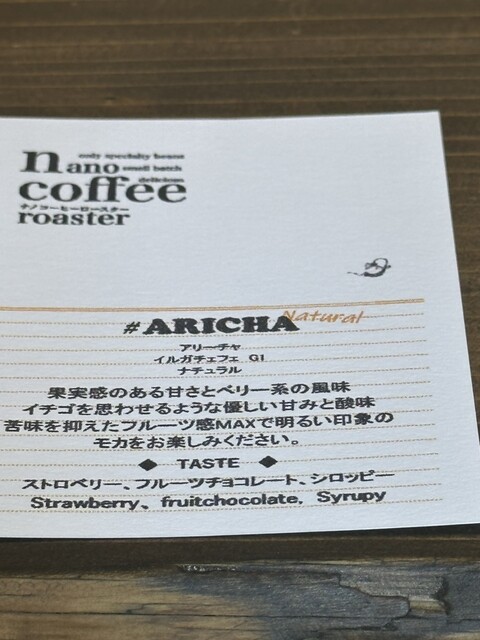 only specialty beans
nano small batch
delicious
coffee
ナノコーヒーロースター
roaster
#ARICHA Natural
アリーチャ
イルガチェフェ G1
ナチュラル
果実感のある甘さとベリー系の風味
イチゴを思わせるような優しい甘みと酸味
苦味を抑えたフルーツ感MAXで明るい印象の
モカをお楽しみください。
◆ TASTE ◆
ストロベリー、フルーツチョコレート、シロッピー
Strawberry、fruitchocolate, Syrupy